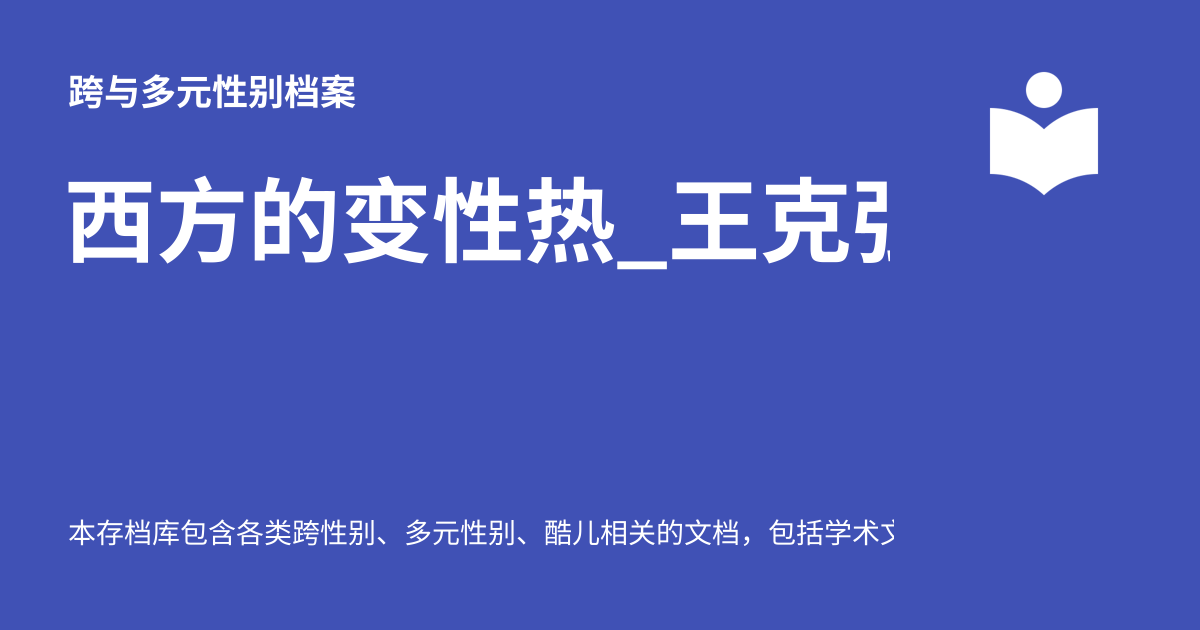 跨与多元性别档案
西方的变性热_王克
本存档库包含各类跨性别、多元性别、酷儿相关的文档，包括学术